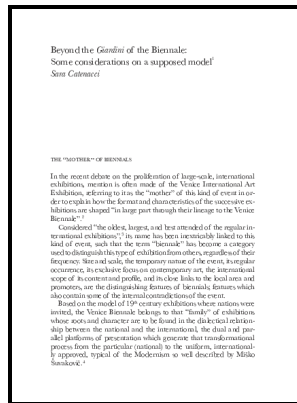 Beyond the Giardini of the Biennale:
Some considerations on a supposed model¹
Sara Catenacci
THE "MOTHER" OF BIENNIALS
In the recent debate on the proliferation of large-scale, international
exhibitions, mention is often made of the Venice International Art
Exhibition, referring to it as the "mother" of this kind of event in or-
der to explain how the format and characteristics of the successive ex-
hibitions are shaped "in large part through their lineage to the Venice
Biennale".²
Considered "the oldest, largest, and best attended of the regular in-
ternational exhibitions",³ its name has been inextricably linked to this
kind of event, such that the term "biennale" has become a category
used to distinguish this type of exhibition from others, regardless of their
frequency. Size and scale, the temporary nature of the event, its regular
occurrence, its exclusive focus on contemporary art, the international
scope of its content and profile, and its close links to the local area and
promoters, are the distinguishing features of biennials; features which
also contain some of the internal contradictions of the event.
Based on the model of 19th century exhibitions where nations were
invited, the Venice Biennale belongs to that "family" of exhibitions
whose roots and character are to be found in the dialectical relation-
ship between the national and the international, the dual and par-
allel platforms of presentation which generate that transformational
process from the particular (national) to the uniform, international-
ly approved, typical of the Modernism so well described by Miško
Šuvaković.⁴